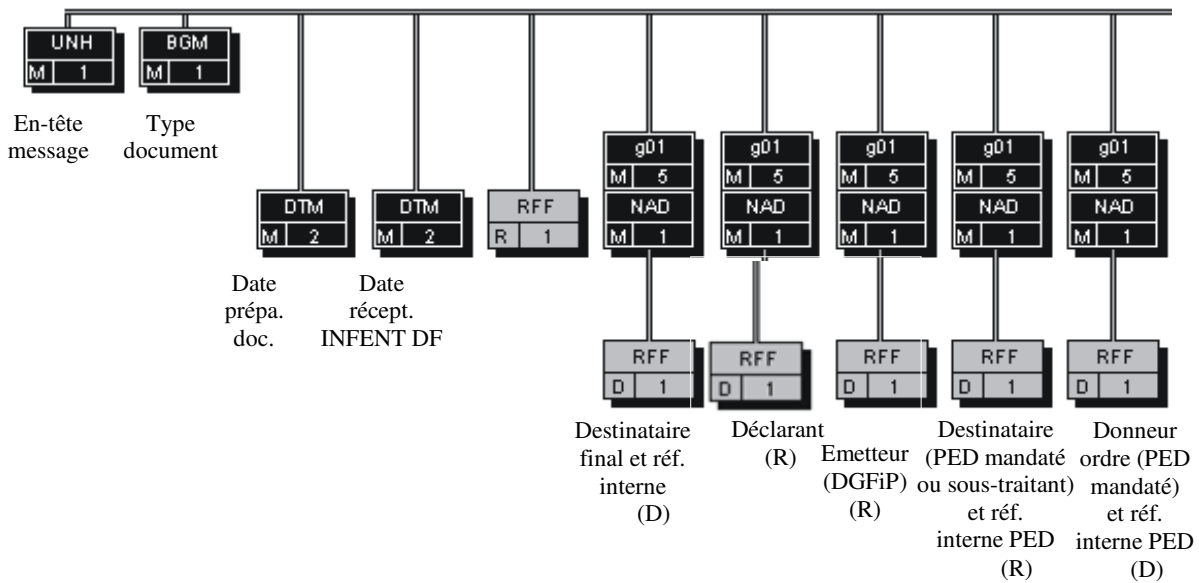 UNH
M 1
BGM
M 1
En-tête
message
Type
document
DTM
M 2
DTM
M 2
RFF
R 1
g01
M 5
NAD
M 1
g01
M 5
NAD
M 1
g01
M 5
NAD
M 1
g01
M 5
NAD
M 1
g01
M 5
NAD
M 1
Date
prépa.
doc.
Date
récept.
INFENT DF
RFF
D 1
RFF
D 1
RFF
D 1
RFF
D 1
RFF
D 1
Destinataire
final et réf.
interne
(D)
Déclarant
(R)
Emetteur
(DGFiP)
(R)
Destinataire
(PED mandaté
ou sous-traitant)
et réf.
interne PED
(R)
Donneur
ordre (PED
mandaté)
et réf.
interne PED
(D)